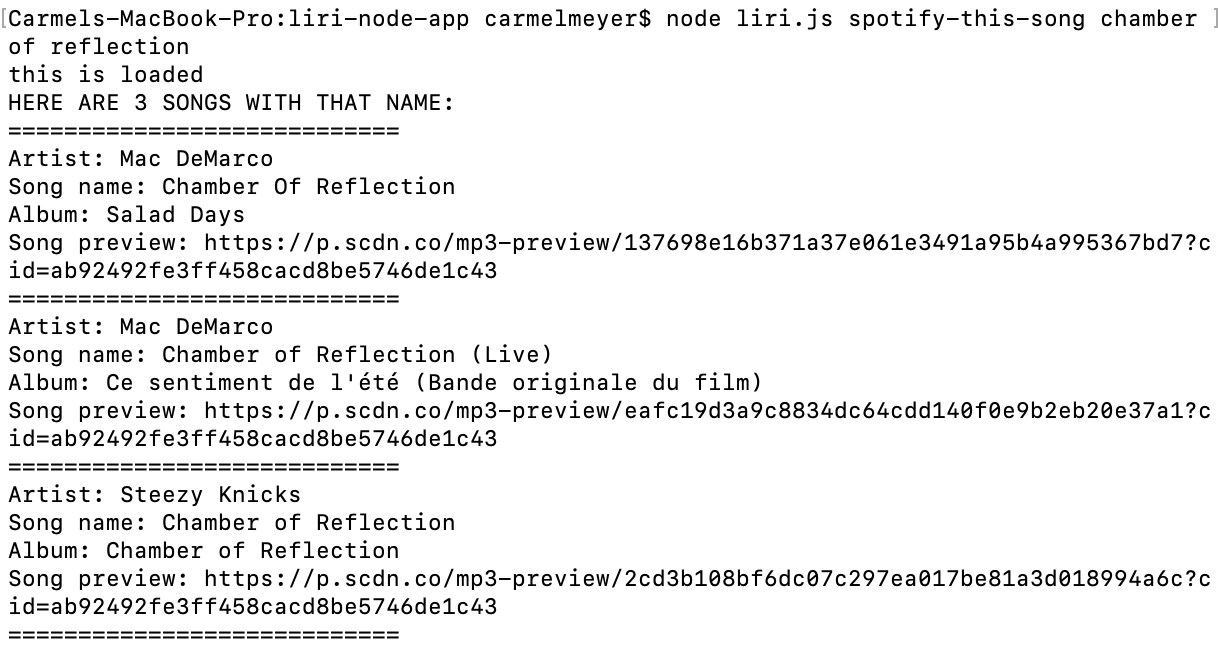 [Carmels-MacBook-Pro:liri-node-app carmelmeyer$ node liri.js spotify-this-song chamber ]
of reflection
this is loaded
HERE ARE 3 SONGS WITH THAT NAME:
============================
Artist: Mac DeMarco
Song name: Chamber Of Reflection
Album: Salad Days
Song preview: https://p.scdn.co/mp3-preview/137698e16b371a37e061e3491a95b4a995367bd7?c
id=ab92492fe3ff458cacd8be5746de1c43
============================
Artist: Mac DeMarco
Song name: Chamber of Reflection (Live)
Album: Ce sentiment de l'été (Bande originale du film)
Song preview: https://p.scdn.co/mp3-preview/eafc19d3a9c8834dc64cdd140f0e9b2eb20e37a1?c
id=ab92492fe3ff458cacd8be5746de1c43
============================
Artist: Steezy Knicks
Song name: Chamber of Reflection
Album: Chamber of Reflection
Song preview: https://p.scdn.co/mp3-preview/2cd3b108bf6dc07c297ea017be81a3d018994a6c?c
id=ab92492fe3ff458cacd8be5746de1c43
============================